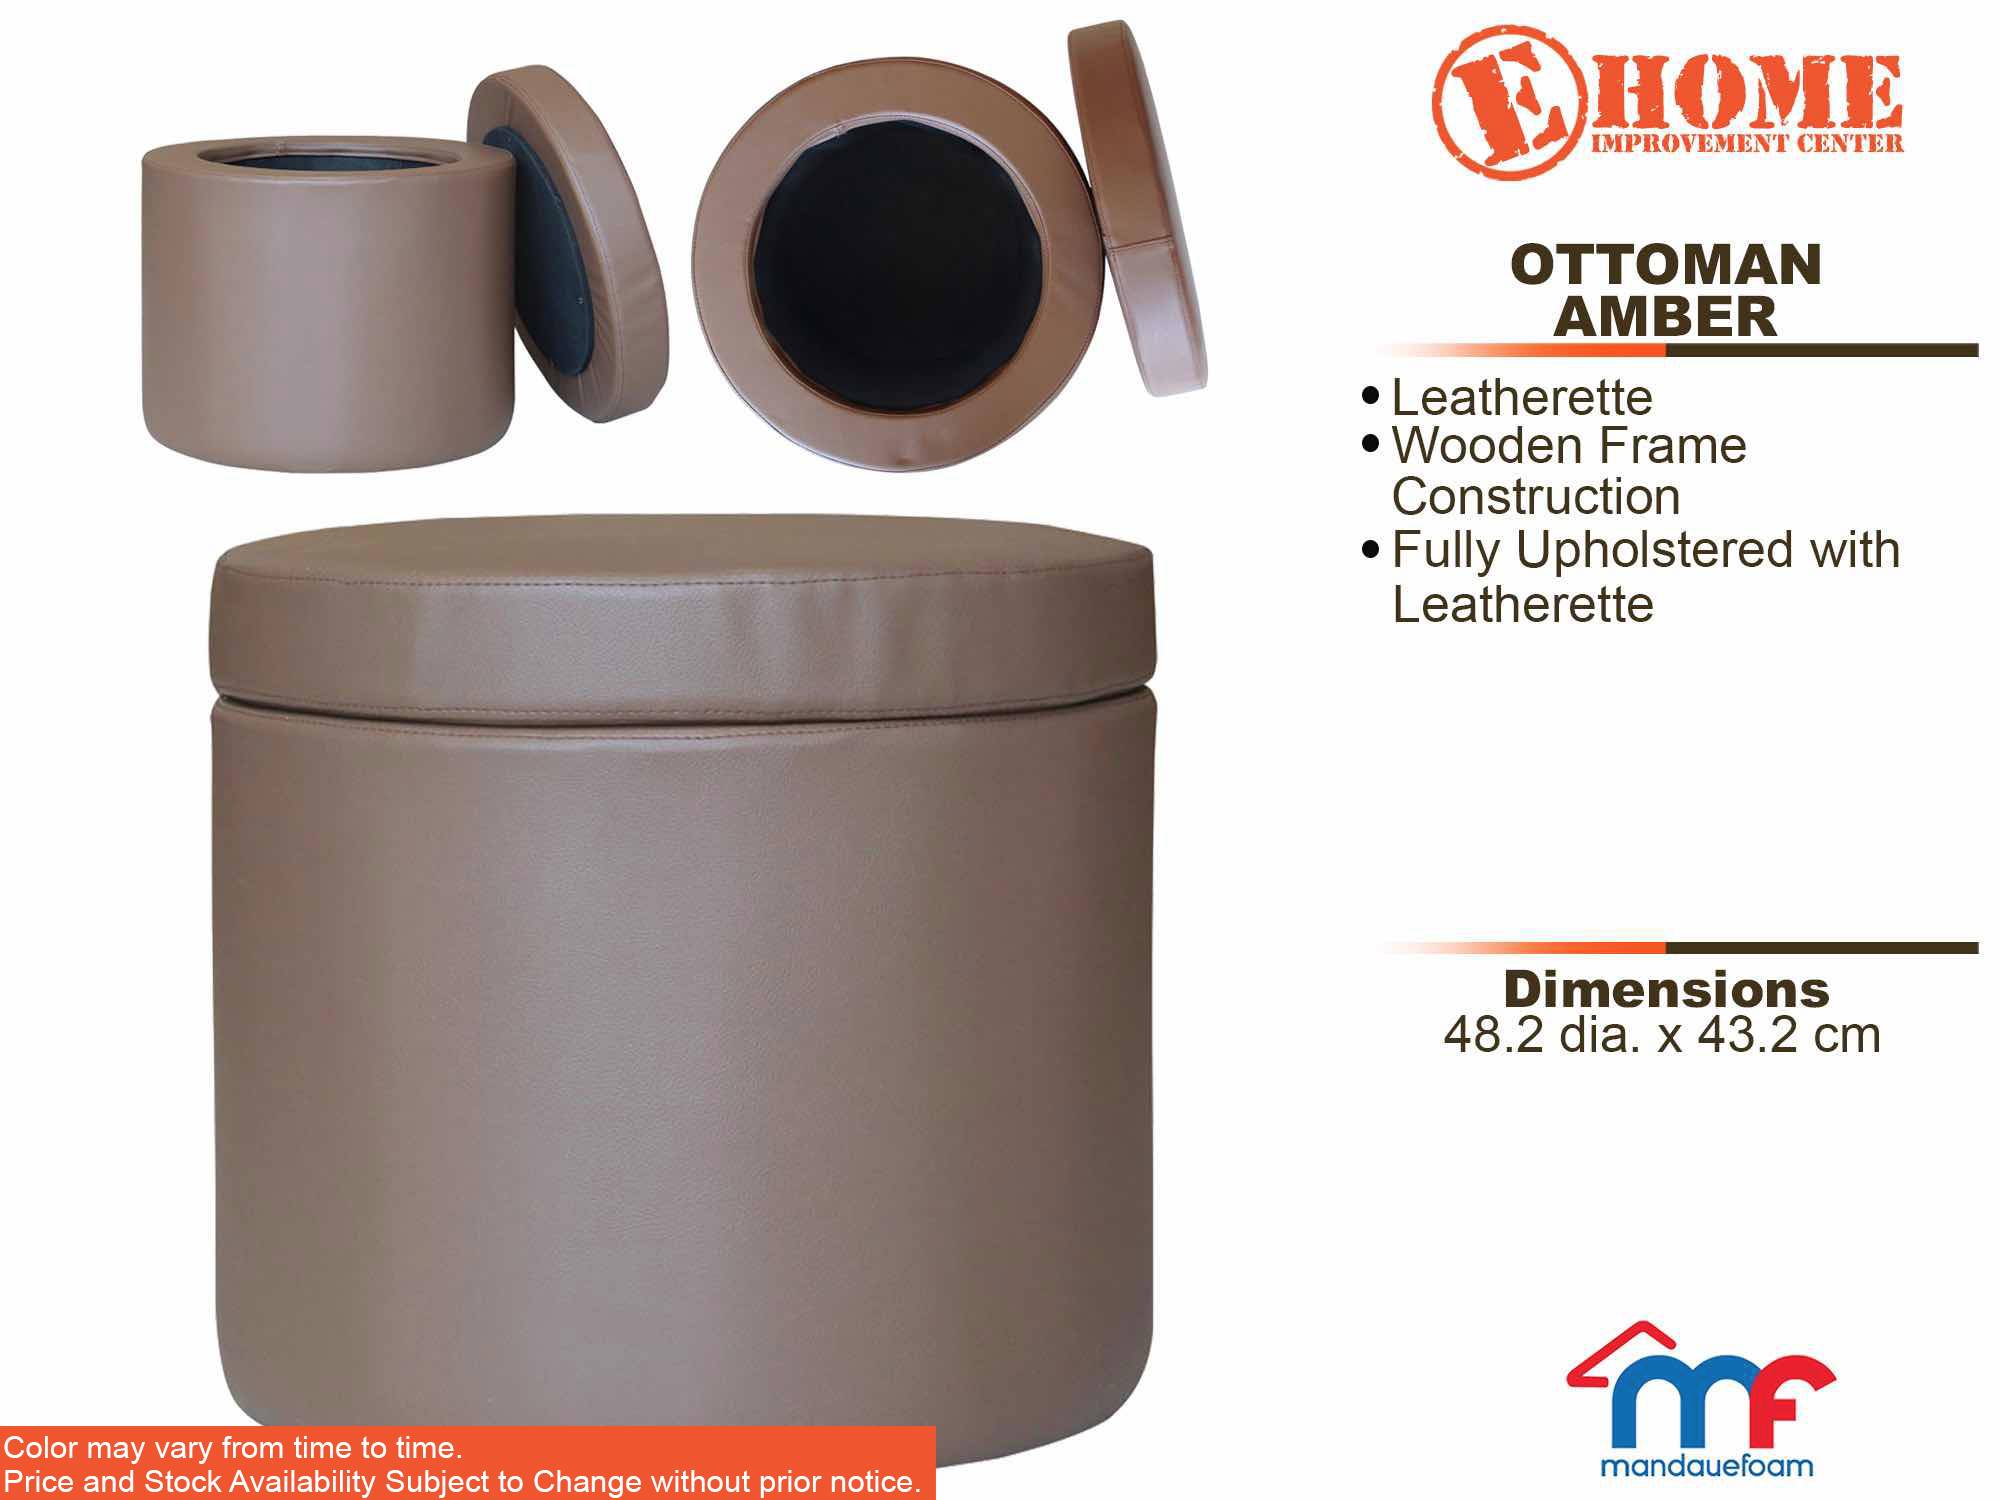 E HOME
IMPROVEMENT CENTER
OTTOMAN
AMBER
• Leatherette
• Wooden Frame
Construction
• Fully Upholstered with
Leatherette
Dimensions
48.2 dia. x 43.2 cm
mf
mandauefoam
Color may vary from time to time.
Price and Stock Availability Subject to Change without prior notice.